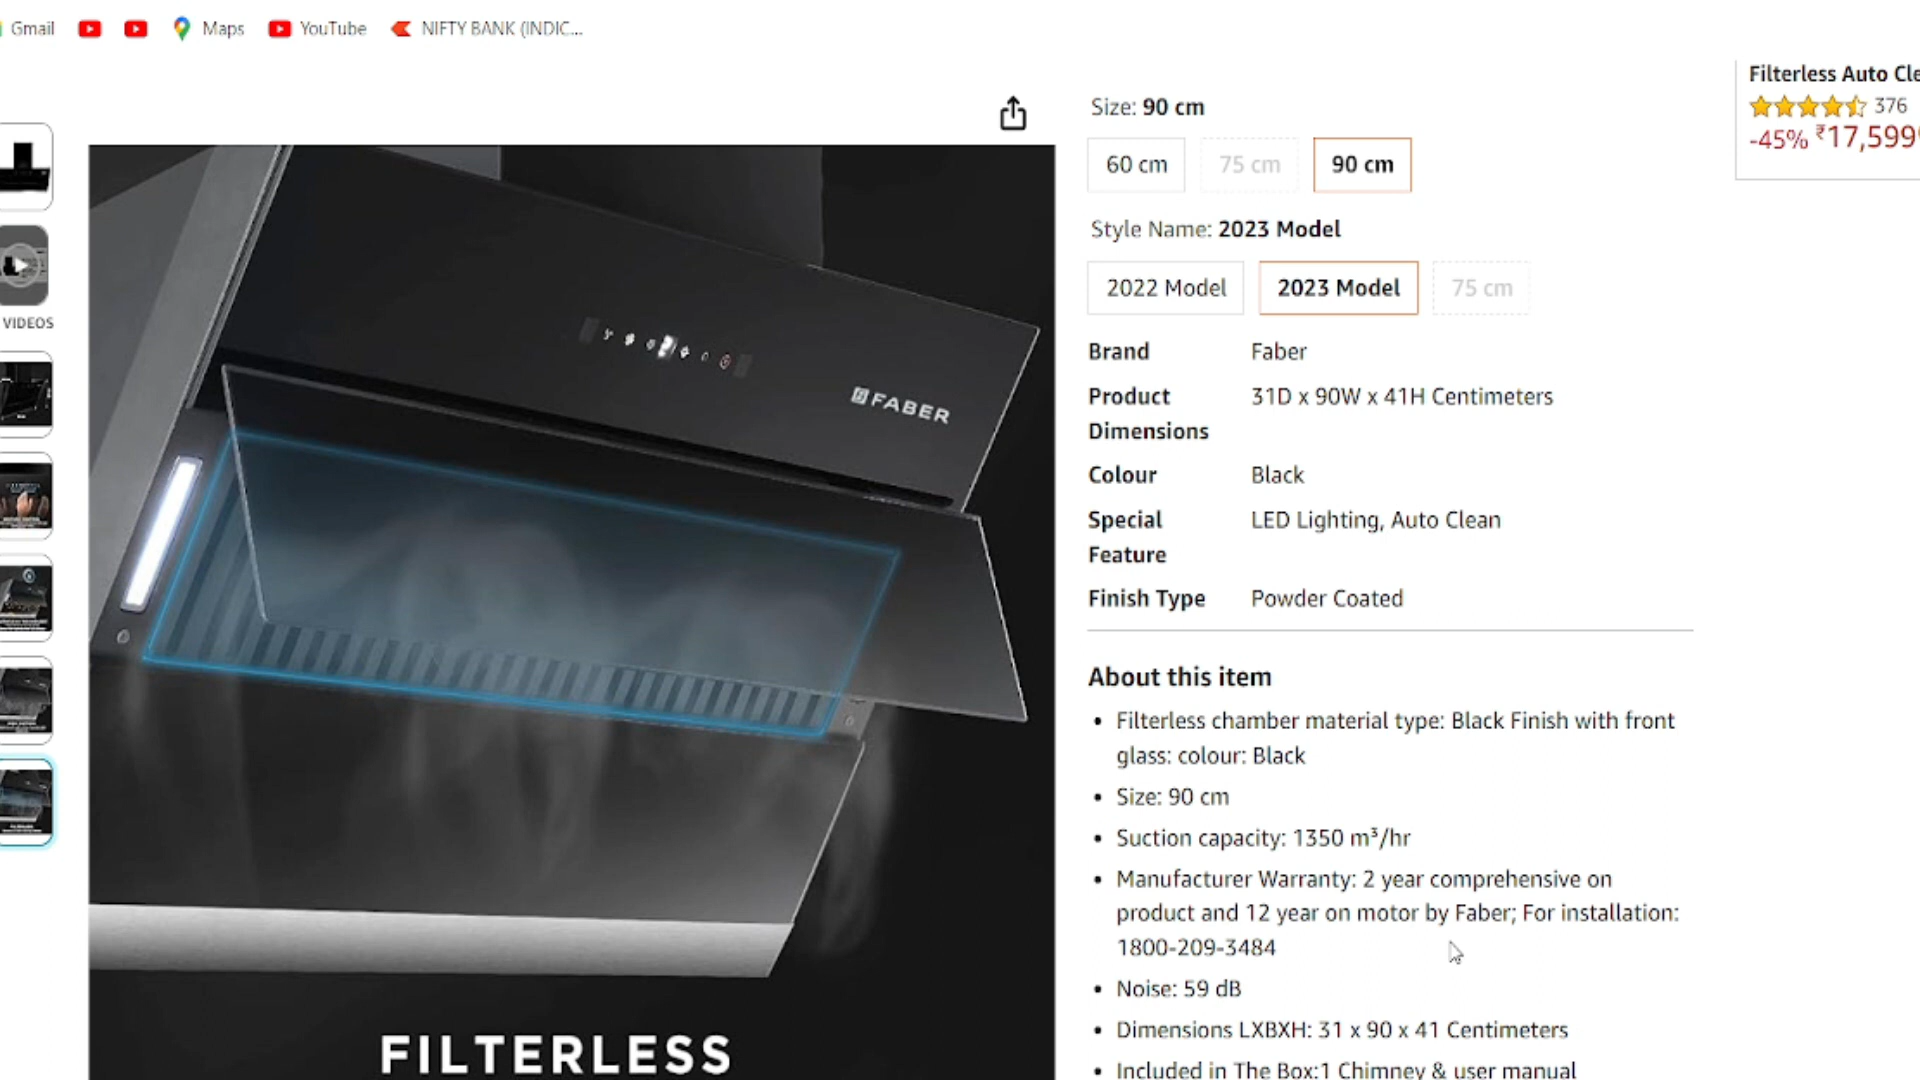 Gmail
Maps
YouTube
NIFTY BANK (INDIC...
Filterless Auto Cle
376
-45% ₹17,599
Size: 90 cm
60 cm
75 cm
90 cm
Style Name: 2023 Model
2022 Model
2023 Model
75 cm
Brand Faber
Product 31D x 90W x 41H Centimeters
Dimensions
Colour Black
Special LED Lighting, Auto Clean
Feature
Finish Type Powder Coated
About this item
• Filterless chamber material type: Black Finish with front
glass: colour: Black
• Size: 90 cm
• Suction capacity: 1350 m³/hr
• Manufacturer Warranty: 2 year comprehensive on
product and 12 year on motor by Faber; For installation:
1800-209-3484
• Noise: 59 dB
• Dimensions LXBXH: 31 x 90 x 41 Centimeters
• Included in The Box:1 Chimney & user manual
VIDEOS
FABER
FILTERLESS